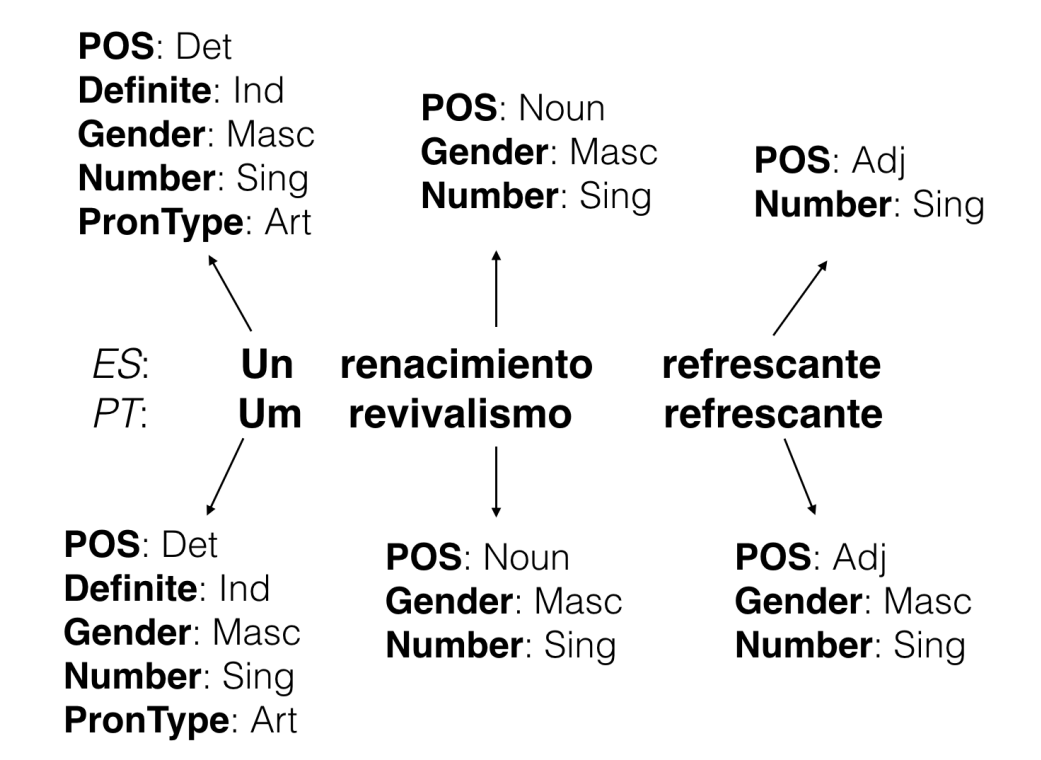 POS: Det
Definite: Ind
Gender: Masc
Number: Sing
PronType: Art
POS: Noun
Gender: Masc
Number: Sing
POS: Adj
Number: Sing
ES: Un renacimiento refrescante
PT: Um revivalismo refrescante
POS: Det
Definite: Ind
Gender: Masc
Number: Sing
PronType: Art
POS: Noun
Gender: Masc
Number: Sing
POS: Adj
Gender: Masc
Number: Sing